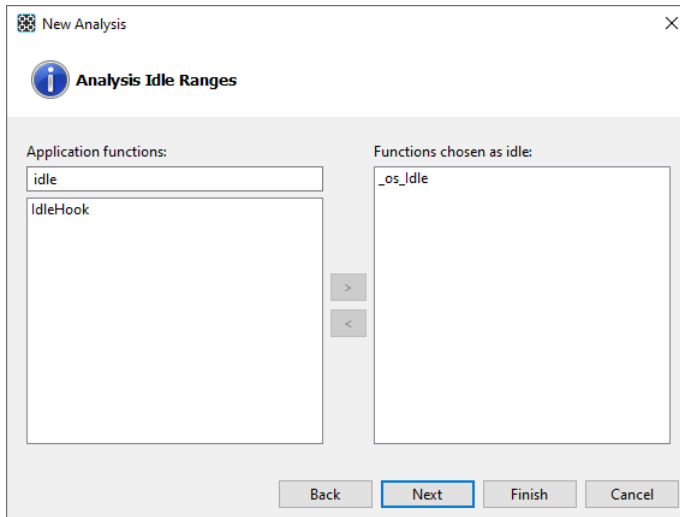 New Analysis
Analysis Idle Ranges
Application functions:
Functions chosen as idle:
idle
_os_Idle
IdleHook
>
<
Back
Next
Finish
Cancel